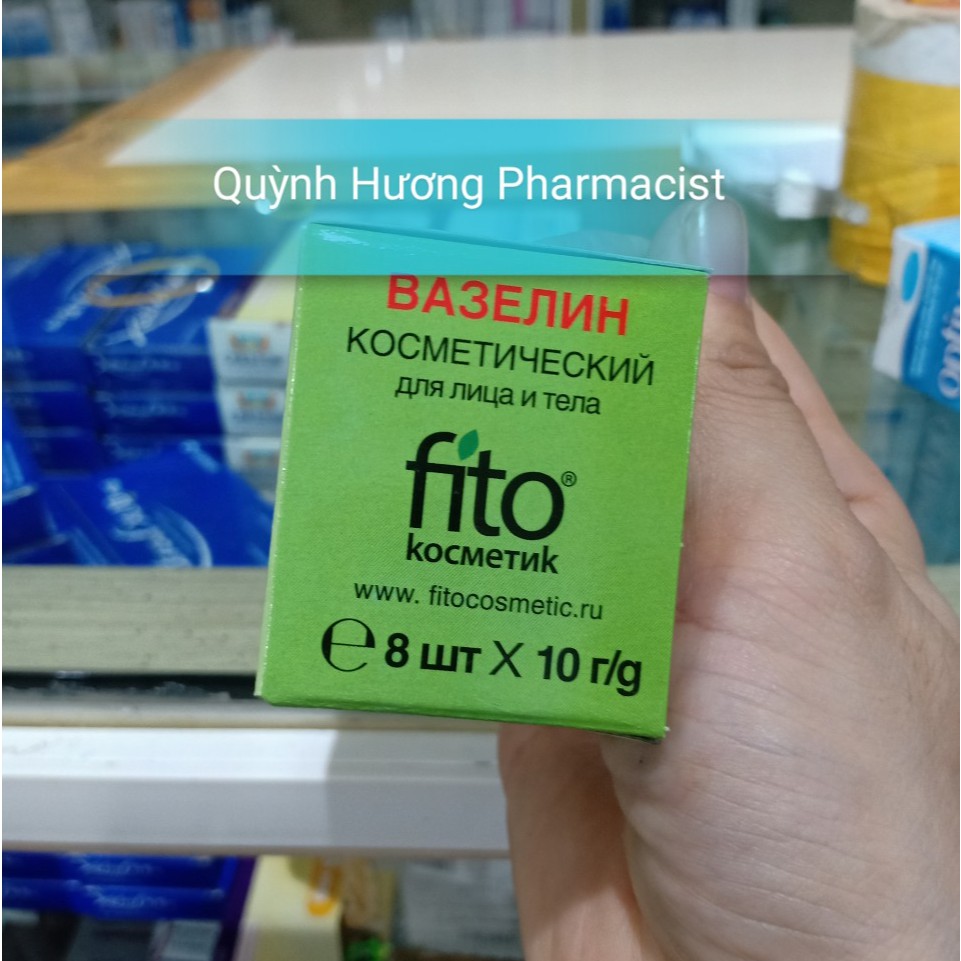 Quỳnh Hương Pharmacist
ВАЗЕЛИН
КОСМЕТИЧЕСКИЙ
для лица и тела
fito®
косметик
www. fitocosmetic.ru
℮ 8 шт X 10 г/g